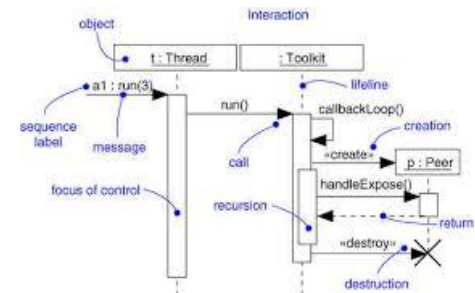 Interaction
object
t : Thread
: Toolkit
a1 : run(3)
lifeline
run()
callbackLoop()
sequence
label
message
call
creation
«create»
p : Peer
focus of control
handleExpose()
recursion
return
«destroy»
destruction